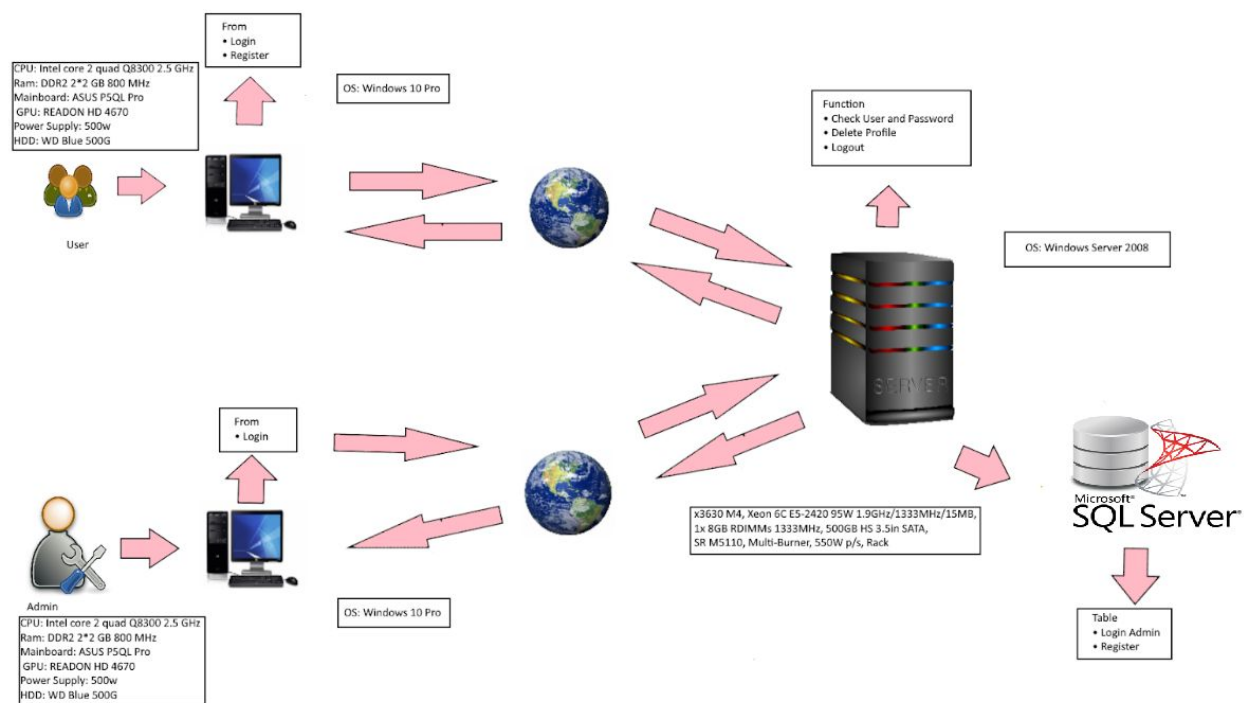 From
• Login
• Register
CPU: Intel core 2 quad Q8300 2.5 GHz
Ram: DDR2 2*2 GB 800 MHz
Mainboard: ASUS P5QL Pro
GPU: READON HD 4670
Power Supply: 500w
HDD: WD Blue 500G
OS: Windows 10 Pro
User
Function
• Check User and Password
• Delete Profile
• Logout
OS: Windows Server 2008
SERVER
From
• Login
x3630 M4, Xeon 6C E5-2420 95W 1.9GHz/1333MHz/15MB,
1x 8GB RDIMMs 1333MHz, 500GB HS 3.5in SATA,
SR M5110, Multi-Burner, 550W p/s, Rack
Microsoft®
SQL Server®
Admin
CPU: Intel core 2 quad Q8300 2.5 GHz
Ram: DDR2 2*2 GB 800 MHz
Mainboard: ASUS P5QL Pro
GPU: READON HD 4670
Power Supply: 500w
HDD: WD Blue 500G
OS: Windows 10 Pro
Table
• Login Admin
• Register